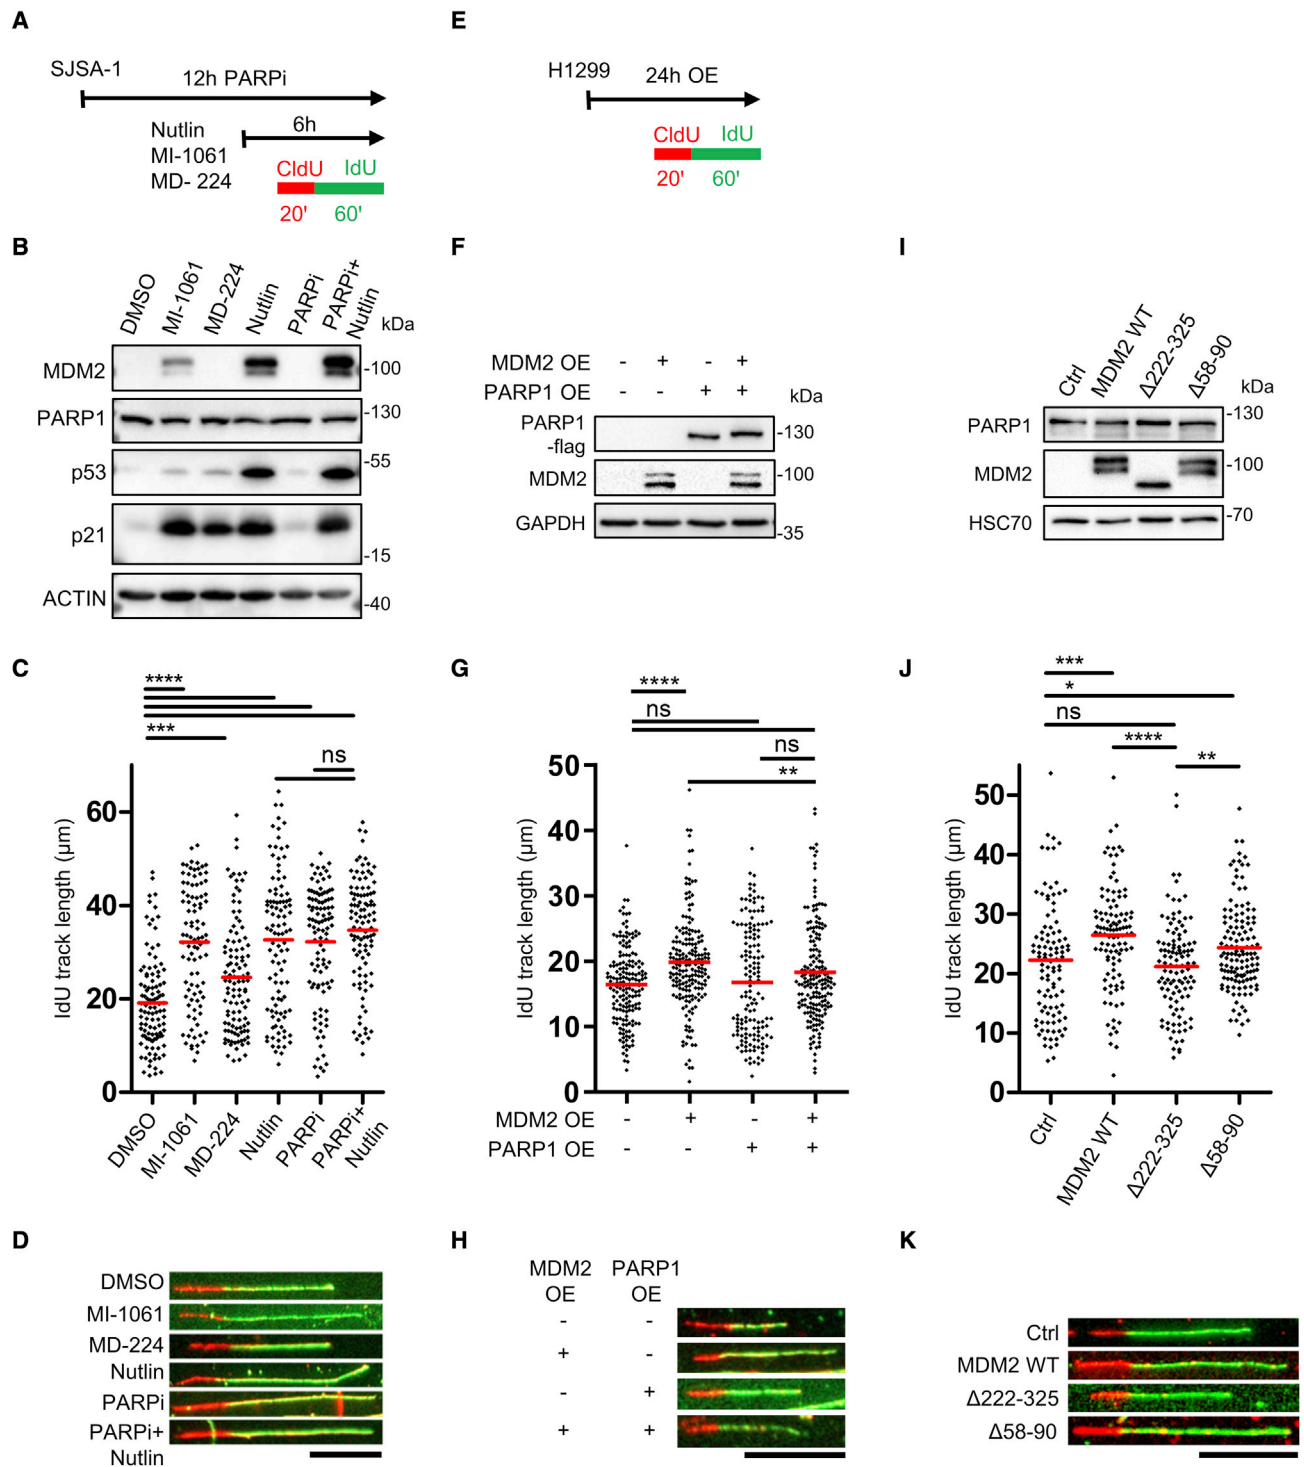 A
SJSA-1
12h PARPi
Nutlin
MI-1061
MD- 224
6h
CldU IdU
20' 60'
E
H1299
24h OE
CldU IdU
20' 60'
B
DMSO
MI-1061
MD-224
Nutlin
PARPi
PARPi+
Nutlin
kDa
MDM2
-100
PARP1
-130
p53
-55
p21
-15
ACTIN
-40
F
MDM2 OE - + - +
PARP1 OE - - + +
kDa
PARP1
-flag
-130
MDM2
-100
GAPDH
-35
I
Ctrl
MDM2 WT
Δ222-325
Δ58-90
kDa
PARP1
-130
MDM2
-100
HSC70
-70
C
****
***
ns
IdU track length (μm)
60
40
20
0
DMSO
MI-1061
MD-224
Nutlin
PARPi
PARPi+
Nutlin
G
****
ns
ns
**
IdU track length (μm)
50
40
30
20
10
0
MDM2 OE - + - +
PARP1 OE - - + +
J
***
*
ns
****
**
IdU track length (μm)
50
40
30
20
10
0
Ctrl
MDM2 WT
Δ222-325
Δ58-90
D
DMSO
MI-1061
MD-224
Nutlin
PARPi
PARPi+
Nutlin
H
MDM2 PARP1
OE OE
- -
+ -
- +
+ +
K
Ctrl
MDM2 WT
Δ222-325
Δ58-90